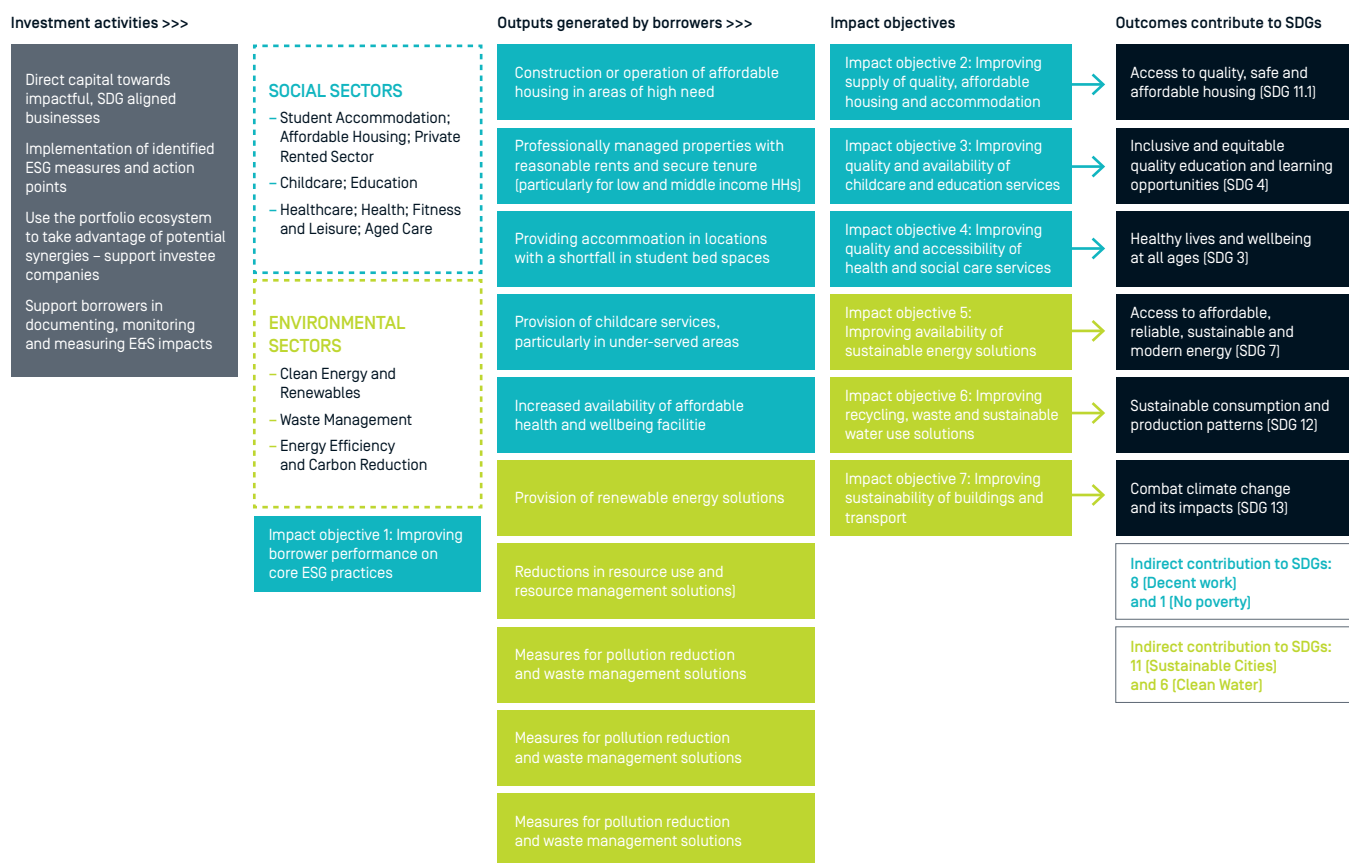 Investment activities >>>
Direct capital towards
impactful, SDG aligned
businesses
Implementation of identified
ESG measures and action
points
Use the portfolio ecosystem
to take advantage of potential
synergies – support investee
companies
Support borrowers in
documenting, monitoring
and measuring E&S impacts
SOCIAL SECTORS
– Student Accommodation;
Affordable Housing; Private
Rented Sector
– Childcare; Education
– Healthcare; Health; Fitness
and Leisure; Aged Care
ENVIRONMENTAL
SECTORS
– Clean Energy and
Renewables
– Waste Management
– Energy Efficiency
and Carbon Reduction
Impact objective 1: Improving
borrower performance on
core ESG practices
Outputs generated by borrowers >>>
Construction or operation of affordable
housing in areas of high need
Professionally managed properties with
reasonable rents and secure tenure
(particularly for low and middle income HHs)
Providing accommoation in locations
with a shortfall in student bed spaces
Provision of childcare services,
particularly in under-served areas
Increased availability of affordable
health and wellbeing facilitie
Provision of renewable energy solutions
Reductions in resource use and
resource management solutions)
Measures for pollution reduction
and waste management solutions
Measures for pollution reduction
and waste management solutions
Measures for pollution reduction
and waste management solutions
Impact objectives
Impact objective 2: Improving
supply of quality, affordable
housing and accommodation
Impact objective 3: Improving
quality and availability of
childcare and education services
Impact objective 4: Improving
quality and accessibility of
health and social care services
Impact objective 5:
Improving availability of
sustainable energy solutions
Impact objective 6: Improving
recycling, waste and sustainable
water use solutions
Impact objective 7: Improving
sustainability of buildings and
transport
Outcomes contribute to SDGs
Access to quality, safe and
affordable housing (SDG 11.1)
Inclusive and equitable
quality education and learning
opportunities (SDG 4)
Healthy lives and wellbeing
at all ages (SDG 3)
Access to affordable,
reliable, sustainable and
modern energy (SDG 7)
Sustainable consumption and
production patterns (SDG 12)
Combat climate change
and its impacts (SDG 13)
Indirect contribution to SDGs:
8 (Decent work)
and 1 (No poverty)
Indirect contribution to SDGs:
11 (Sustainable Cities)
and 6 (Clean Water)